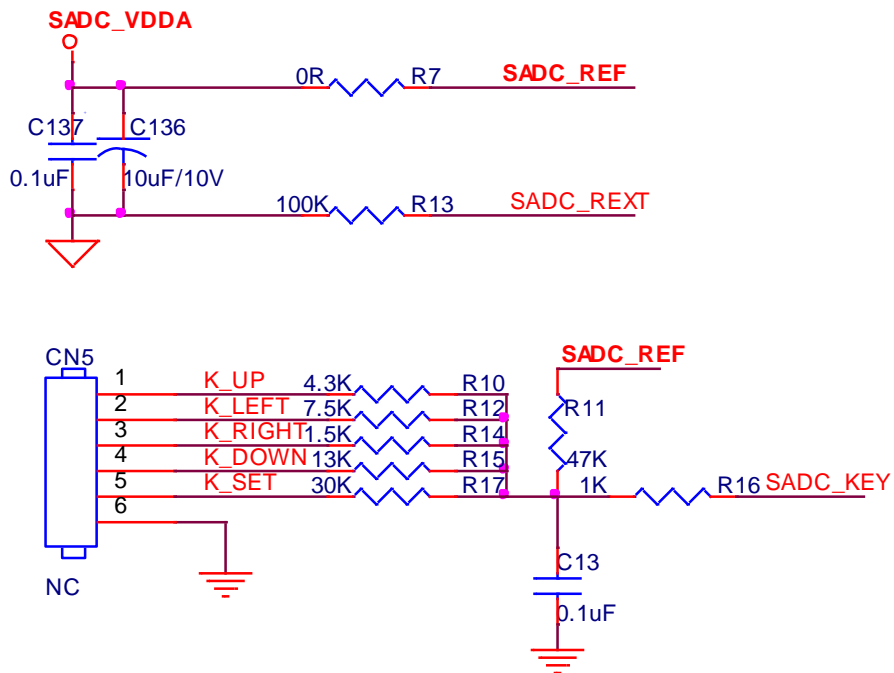 SADC_VDDA
0R R7 SADC_REF
C137 C136
0.1uF 10uF/10V
100K R13 SADC_REXT
CN5 SADC_REF
1 K_UP 4.3K R10
2 K_LEFT 7.5K R12 R11
3 K_RIGHT 1.5K R14
4 K_DOWN 13K R15 47K
5 K_SET 30K R17 1K R16 SADC_KEY
6
C13
NC
0.1uF